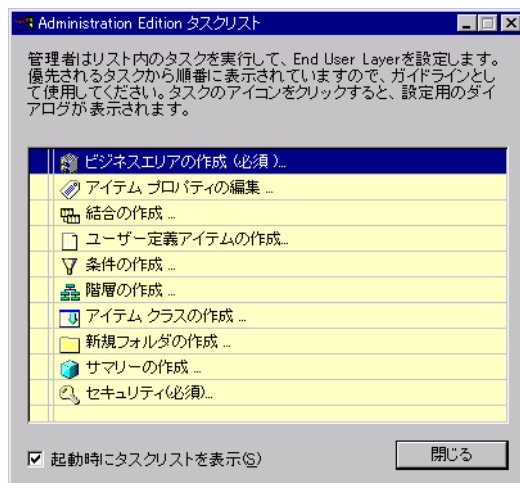 Administration Edition タスクリスト
管理者はリスト内のタスクを実行して、End User Layerを設定します。
優先されるタスクから順番に表示されていますので、ガイドラインとし
て使用してください。タスクのアイコンをクリックすると、設定用のダイ
アログが表示されます。
ビジネスエリアの作成 (必須)...
アイテム プロパティの編集 ...
結合の作成 ...
ユーザー定義アイテムの作成...
条件の作成 ...
階層の作成 ...
アイテム クラスの作成 ...
新規フォルダの作成 ...
サマリーの作成 ...
セキュリティ(必須)...
起動時にタスクリストを表示(S)
閉じる